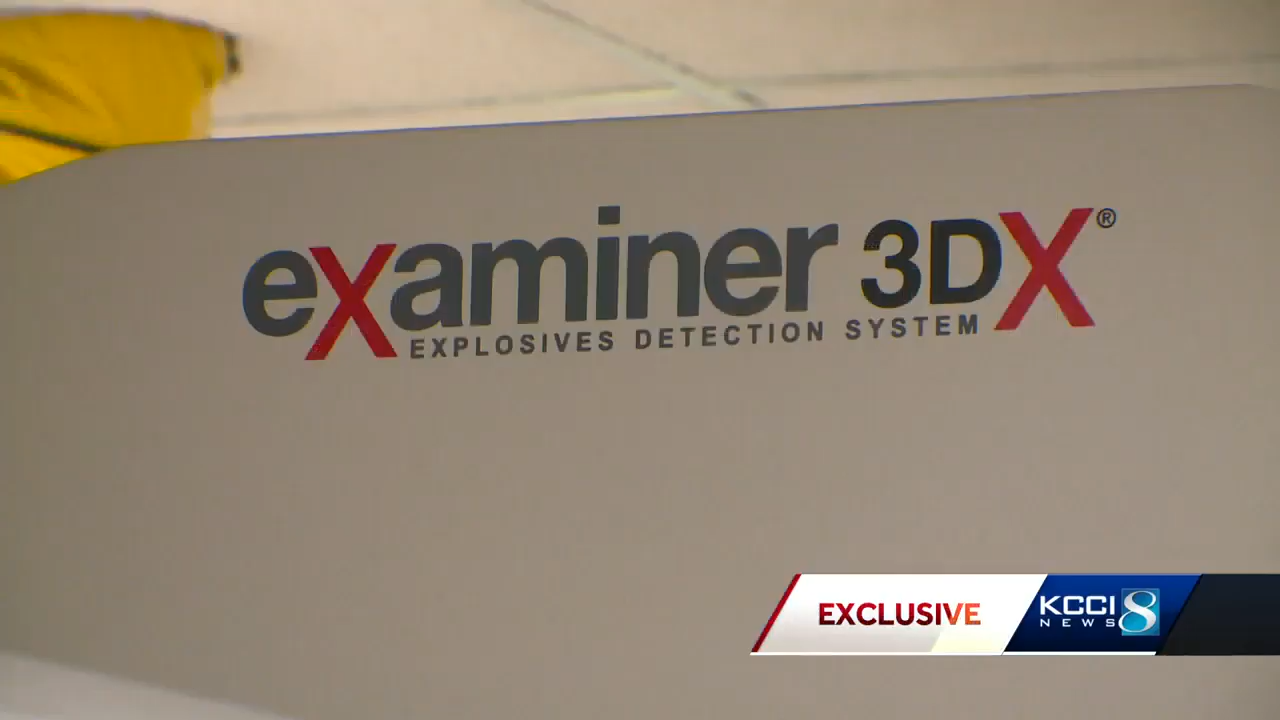 eXaminer 3DX®
EXPLOSIVES DETECTION SYSTEM
EXCLUSIVE
KCCI
NEWS
8